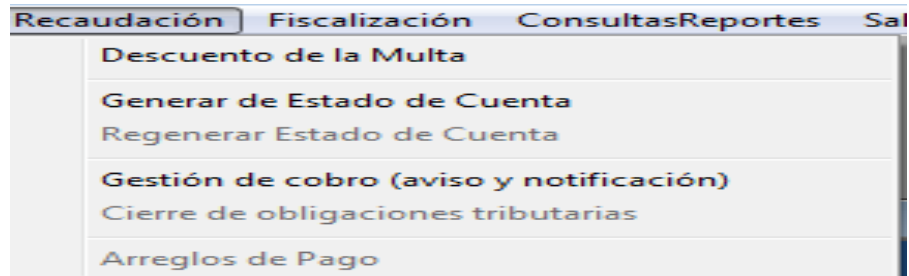 Recaudación Fiscalización ConsultasReportes Sal
Descuento de la Multa
Generar de Estado de Cuenta
Regenerar Estado de Cuenta
Gestión de cobro (aviso y notificación)
Cierre de obligaciones tributarias
Arreglos de Pago